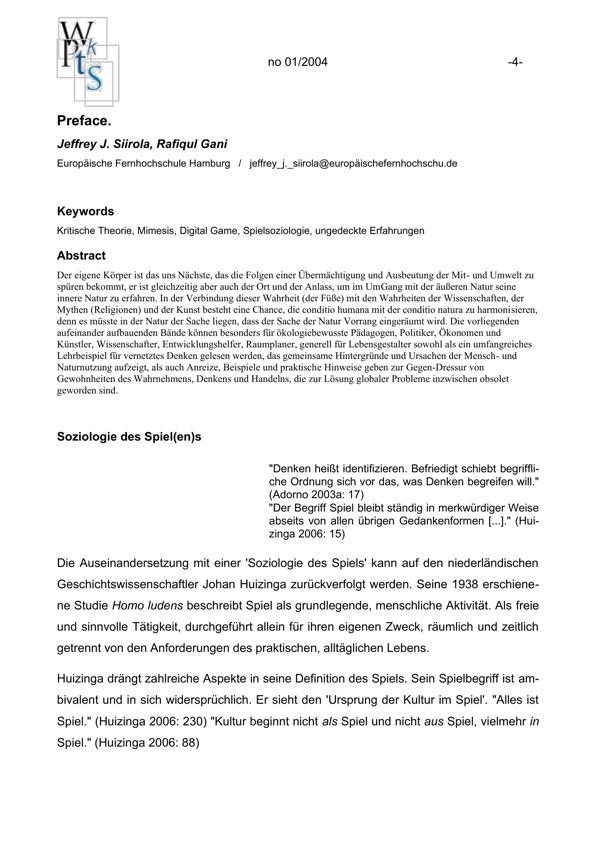 WPkts
no 01/2004 -4-
Preface.
Jeffrey J. Siirola, Rafiqul Gani
Europäische Fernhochschule Hamburg / jeffrey_j._siirola@europäischefernhochschu.de
Keywords
Kritische Theorie, Mimesis, Digital Game, Spielsoziologie, ungedeckte Erfahrungen
Abstract
Der eigene Körper ist das uns Nächste, das die Folgen einer Übermächtigung und Ausbeutung der Mit- und Umwelt zu
spüren bekommt, er ist gleichzeitig aber auch der Ort und der Anlass, um im UmGang mit der äußeren Natur seine
innere Natur zu erfahren. In der Verbindung dieser Wahrheit (der Füße) mit den Wahrheiten der Wissenschaften, der
Mythen (Religionen) und der Kunst besteht eine Chance, die conditio humana mit der conditio natura zu harmonisieren,
denn es müsste in der Natur der Sache liegen, dass der Sache der Natur Vorrang eingeräumt wird. Die vorliegenden
aufeinander aufbauenden Bände können besonders für ökologiebewusste Pädagogen, Politiker, Ökonomen und
Künstler, Wissenschafter, Entwicklungshelfer, Raumplaner, generell für Lebensgestalter sowohl als ein umfangreiches
Lehrbeispiel für vernetztes Denken gelesen werden, das gemeinsame Hintergründe und Ursachen der Mensch- und
Naturnutzung aufzeigt, als auch Anreize, Beispiele und praktische Hinweise geben zur Gegen-Dressur von
Gewohnheiten des Wahrnehmens, Denkens und Handelns, die zur Lösung globaler Probleme inzwischen obsolet
geworden sind.
Soziologie des Spiel(en)s
"Denken heißt identifizieren. Befriedigt schiebt begriffli-
che Ordnung sich vor das, was Denken begreifen will."
(Adorno 2003a: 17)
"Der Begriff Spiel bleibt ständig in merkwürdiger Weise
abseits von allen übrigen Gedankenformen [...]." (Hui-
zinga 2006: 15)
Die Auseinandersetzung mit einer 'Soziologie des Spiels' kann auf den niederländischen
Geschichtswissenschaftler Johan Huizinga zurückverfolgt werden. Seine 1938 erschiene-
ne Studie Homo ludens beschreibt Spiel als grundlegende, menschliche Aktivität. Als freie
und sinnvolle Tätigkeit, durchgeführt allein für ihren eigenen Zweck, räumlich und zeitlich
getrennt von den Anforderungen des praktischen, alltäglichen Lebens.
Huizinga drängt zahlreiche Aspekte in seine Definition des Spiels. Sein Spielbegriff ist am-
bivalent und in sich widersprüchlich. Er sieht den 'Ursprung der Kultur im Spiel'. "Alles ist
Spiel." (Huizinga 2006: 230) "Kultur beginnt nicht als Spiel und nicht aus Spiel, vielmehr in
Spiel." (Huizinga 2006: 88)